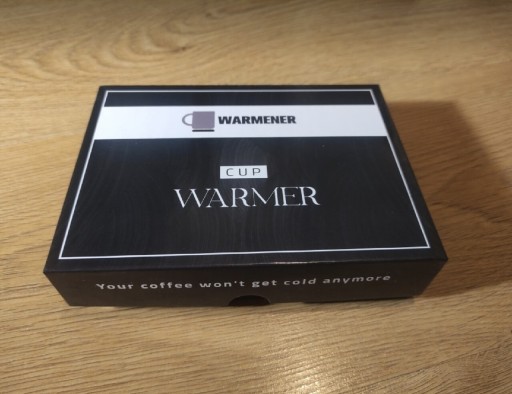 WARMENER
CUP
WARMER
Your coffee won't get cold anymore